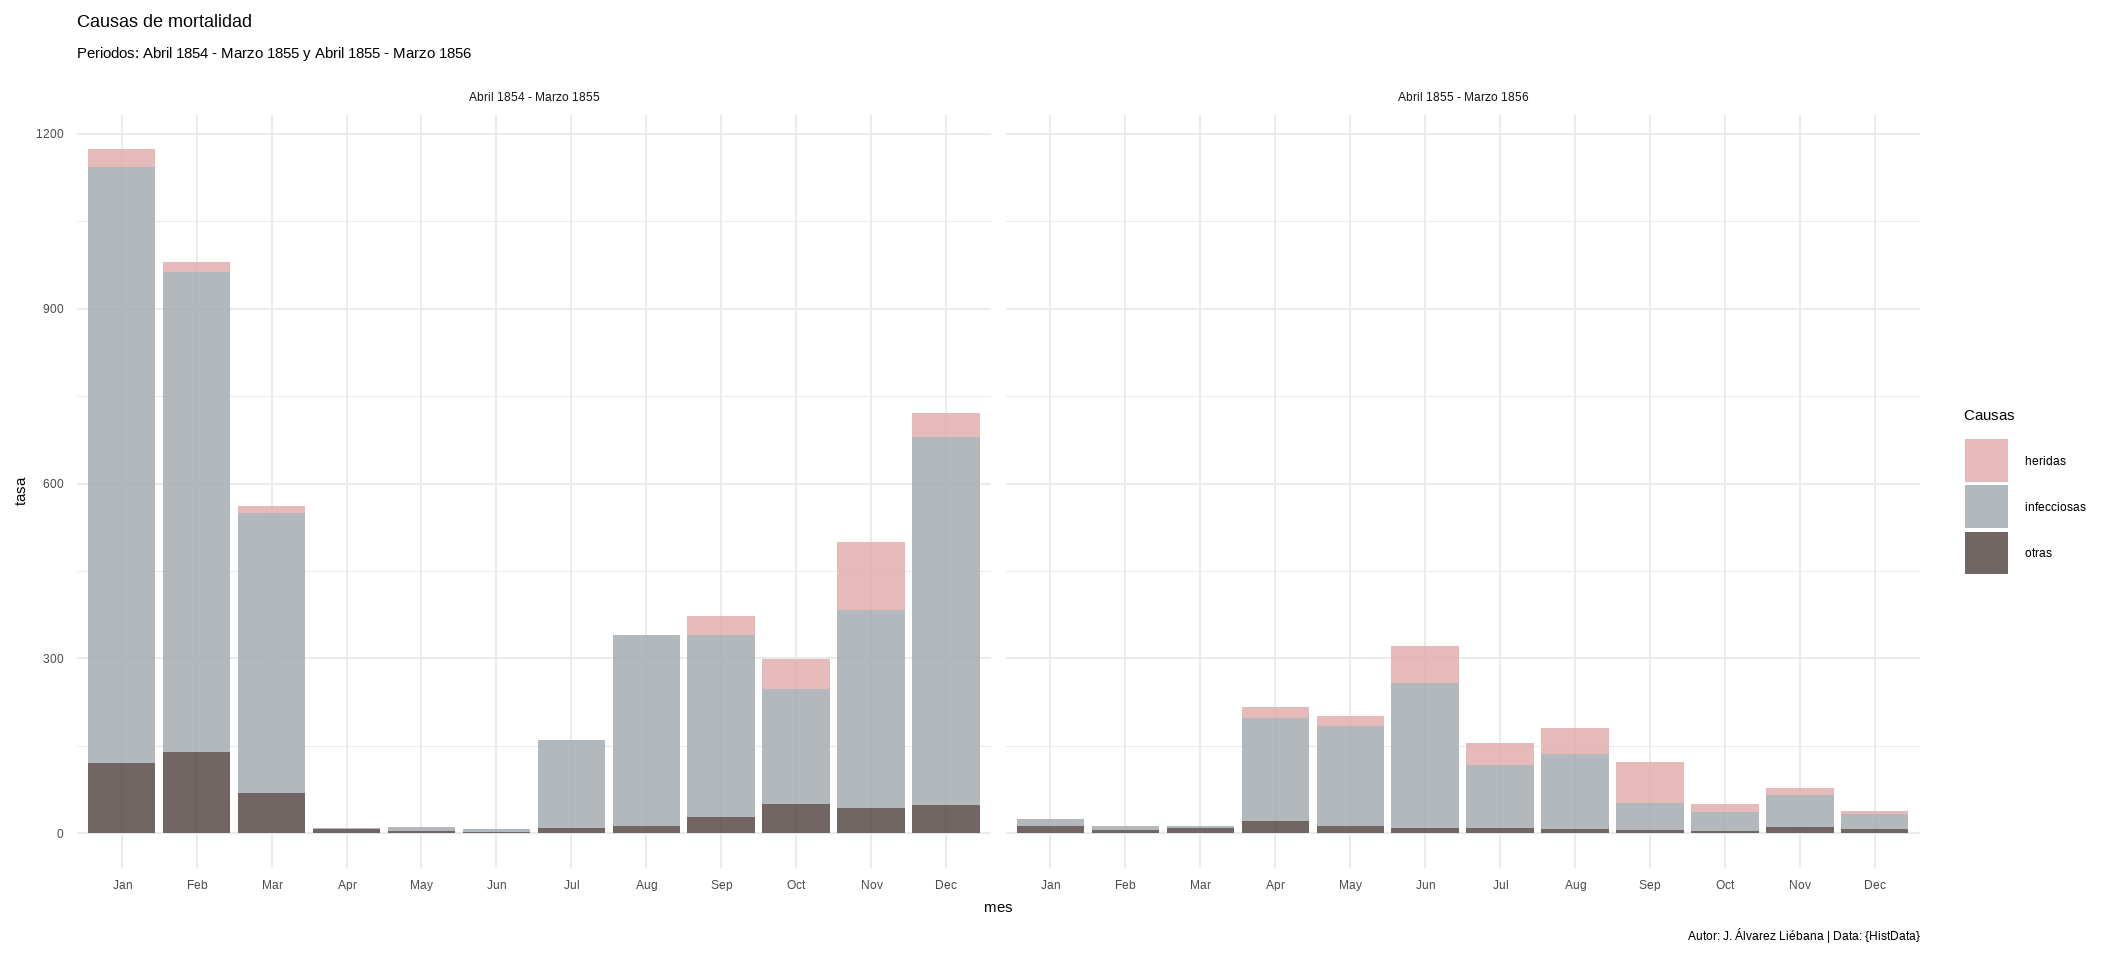 Causas de mortalidad
Periodos: Abril 1854 - Marzo 1855 y Abril 1855 - Marzo 1856
Abril 1854 - Marzo 1855
Abril 1855 - Marzo 1856
1200
900
600
300
0
tasa
Jan Feb Mar Apr May Jun Jul Aug Sep Oct Nov Dec
Jan Feb Mar Apr May Jun Jul Aug Sep Oct Nov Dec
mes
Causas
heridas
infecciosas
otras
Autor: J. Álvarez Liébana | Data: {HistData}